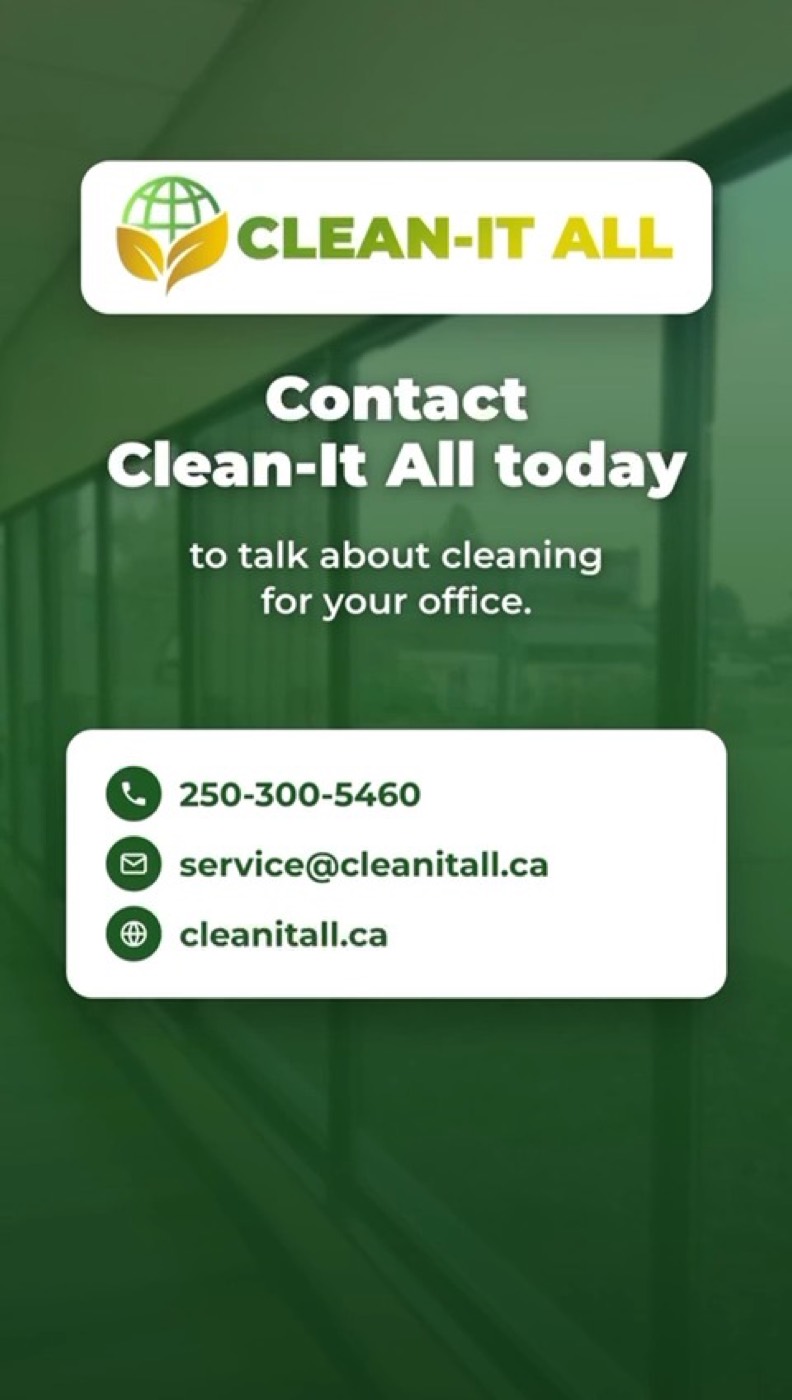 CLEAN-IT ALL
Contact
Clean-It All today
to talk about cleaning
for your office.
250-300-5460
service@cleanitall.ca
cleanitall.ca